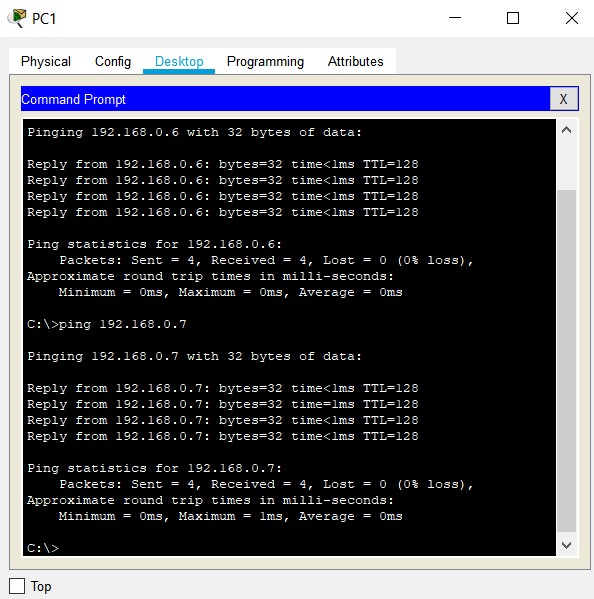 PC1
Physical Config Desktop Programming Attributes
Command Prompt X
Pinging 192.168.0.6 with 32 bytes of data:
Reply from 192.168.0.6: bytes=32 time<1ms TTL=128
Reply from 192.168.0.6: bytes=32 time<1ms TTL=128
Reply from 192.168.0.6: bytes=32 time<1ms TTL=128
Reply from 192.168.0.6: bytes=32 time<1ms TTL=128
Ping statistics for 192.168.0.6:
Packets: Sent = 4, Received = 4, Lost = 0 (0% loss),
Approximate round trip times in milli-seconds:
Minimum = 0ms, Maximum = 0ms, Average = 0ms
C:\>ping 192.168.0.7
Pinging 192.168.0.7 with 32 bytes of data:
Reply from 192.168.0.7: bytes=32 time<1ms TTL=128
Reply from 192.168.0.7: bytes=32 time=1ms TTL=128
Reply from 192.168.0.7: bytes=32 time<1ms TTL=128
Reply from 192.168.0.7: bytes=32 time<1ms TTL=128
Ping statistics for 192.168.0.7:
Packets: Sent = 4, Received = 4, Lost = 0 (0% loss),
Approximate round trip times in milli-seconds:
Minimum = 0ms, Maximum = 1ms, Average = 0ms
C:\>
Top